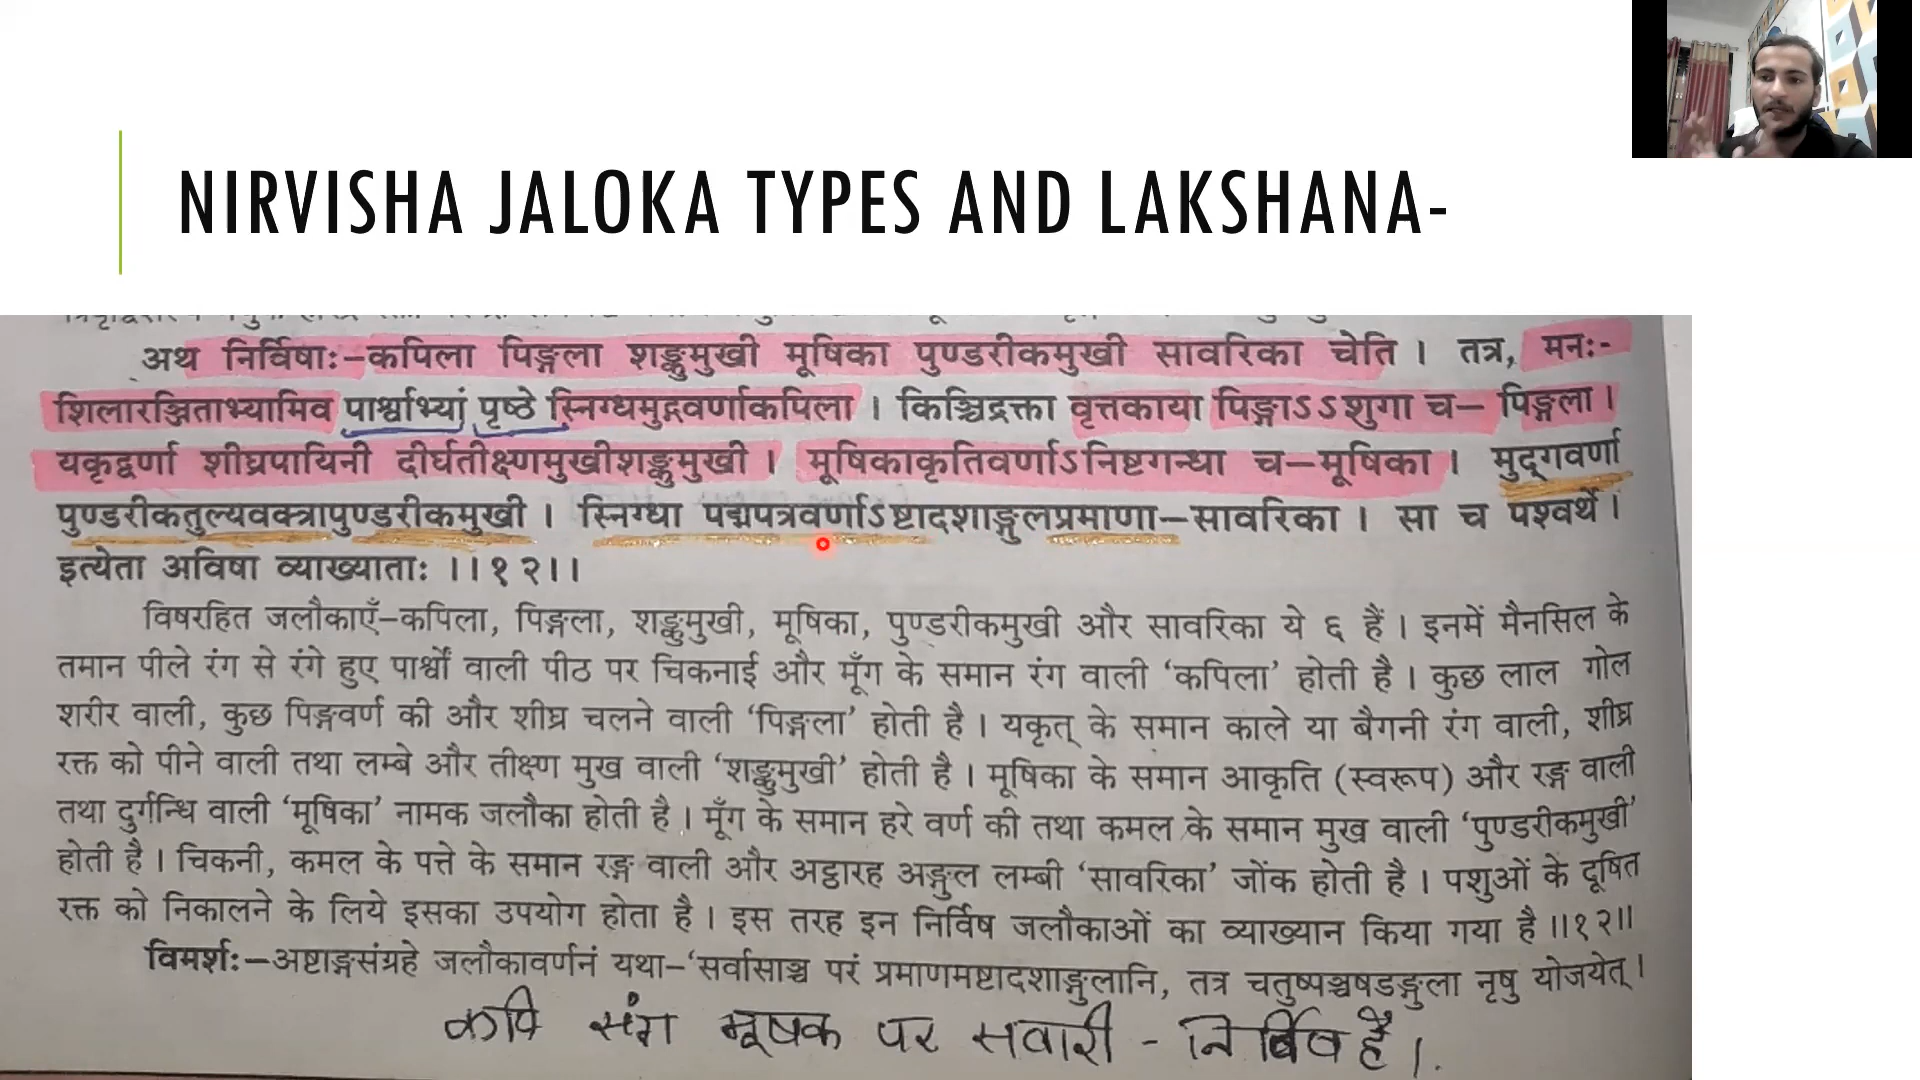 NIRVISHA JALOKA TYPES AND LAKSHANA-
अथ निर्विषाः-कपिला पिङ्गला शङ्कुमुखी मूषिका पुण्डरीकमुखी सावरिका चेति । तत्र, मनः-
शिलारञ्जिताभ्यामिव पार्श्वाभ्यां पृष्ठे स्निग्धमुद्गवर्णाकपिला । किञ्चिद्रक्ता वृत्तकाया पिङ्गाऽऽशुगा च– पिङ्गला ।
यकृद्वर्णा शीघ्रपायिनी दीर्घतीक्ष्णमुखीशङ्कुमुखी । मूषिकाकृतिवर्णाऽनिष्टगन्धा च–मूषिका । मुद्गवर्णा
पुण्डरीकतुल्यवक्त्रापुण्डरीकमुखी । स्निग्धा पद्मपत्रवर्णाऽष्टादशाङ्गुलप्रमाणा–सावरिका । सा च पश्वर्थे ।
इत्येता अविषा व्याख्याताः ।।१२।।
विषरहित जलौकाएँ–कपिला, पिङ्गला, शङ्कुमुखी, मूषिका, पुण्डरीकमुखी और सावरिका ये ६ हैं । इनमें मैनसिल के
तमान पीले रंग से रंगे हुए पार्श्वों वाली पीठ पर चिकनाई और मूँग के समान रंग वाली ‘कपिला’ होती है । कुछ लाल गोल
शरीर वाली, कुछ पिङ्गवर्ण की और शीघ्र चलने वाली ‘पिङ्गला’ होती है । यकृत् के समान काले या बैगनी रंग वाली, शीघ्र
रक्त को पीने वाली तथा लम्बे और तीक्ष्ण मुख वाली ‘शङ्कुमुखी’ होती है । मूषिका के समान आकृति (स्वरूप) और रङ्ग वाली
तथा दुर्गन्धि वाली ‘मूषिका’ नामक जलौका होती है । मूँग के समान हरे वर्ण की तथा कमल के समान मुख वाली ‘पुण्डरीकमुखी’
होती है । चिकनी, कमल के पत्ते के समान रङ्ग वाली और अट्ठारह अङ्गुल लम्बी ‘सावरिका’ जोंक होती है । पशुओं के दूषित
रक्त को निकालने के लिये इसका उपयोग होता है । इस तरह इन निर्विष जलौकाओं का व्याख्यान किया गया है ।।१२।।
विमर्शः–अष्टाङ्गसंग्रहे जलौकावर्णनं यथा–‘सर्वासाञ्च परं प्रमाणमष्टादशाङ्गुलानि, तत्र चतुष्पञ्चषडङ्गुला नृषु योजयेत् ।
कपि संग मूषक पर सवारी - निर्विष है ।